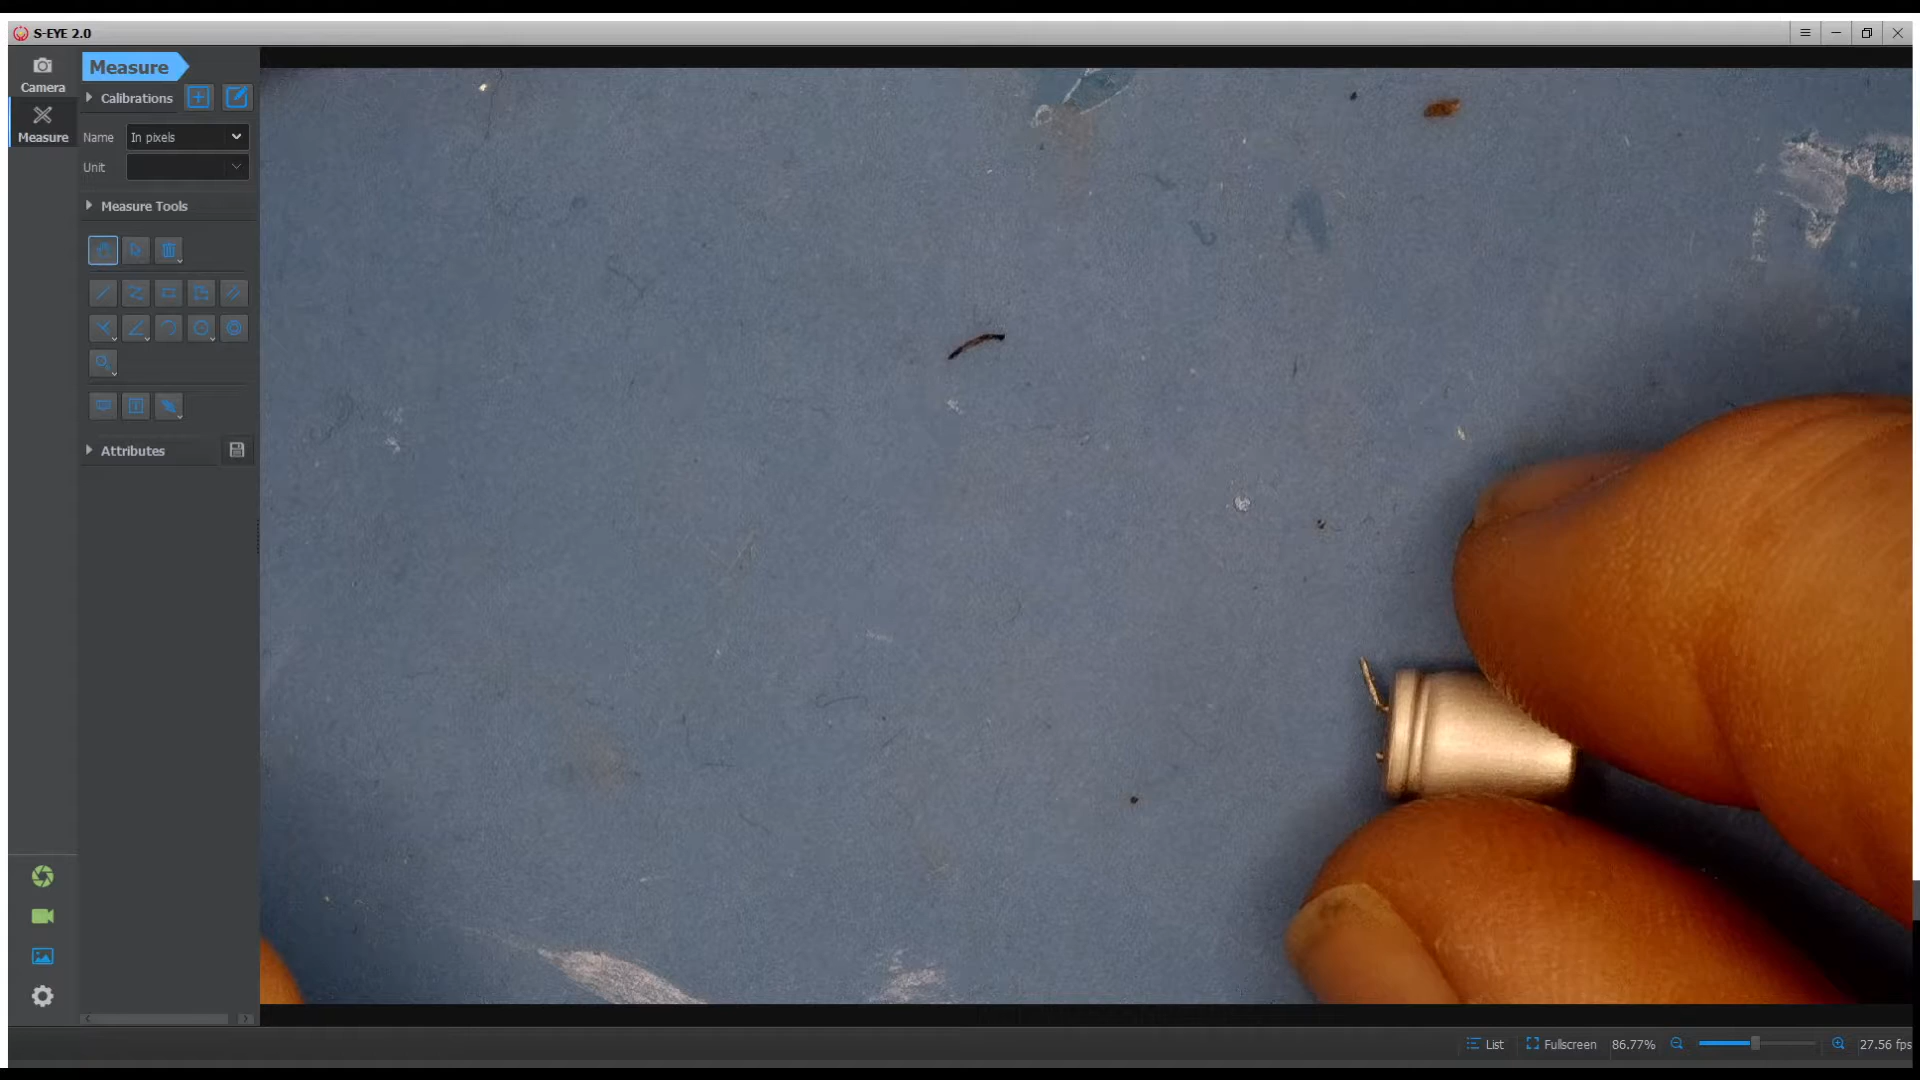 S-EYE 2.0
Camera
Measure
Measure
Calibrations
Name
In pixels
Unit
Measure Tools
Attributes
List
Fullscreen
86.77%
27.56 fps